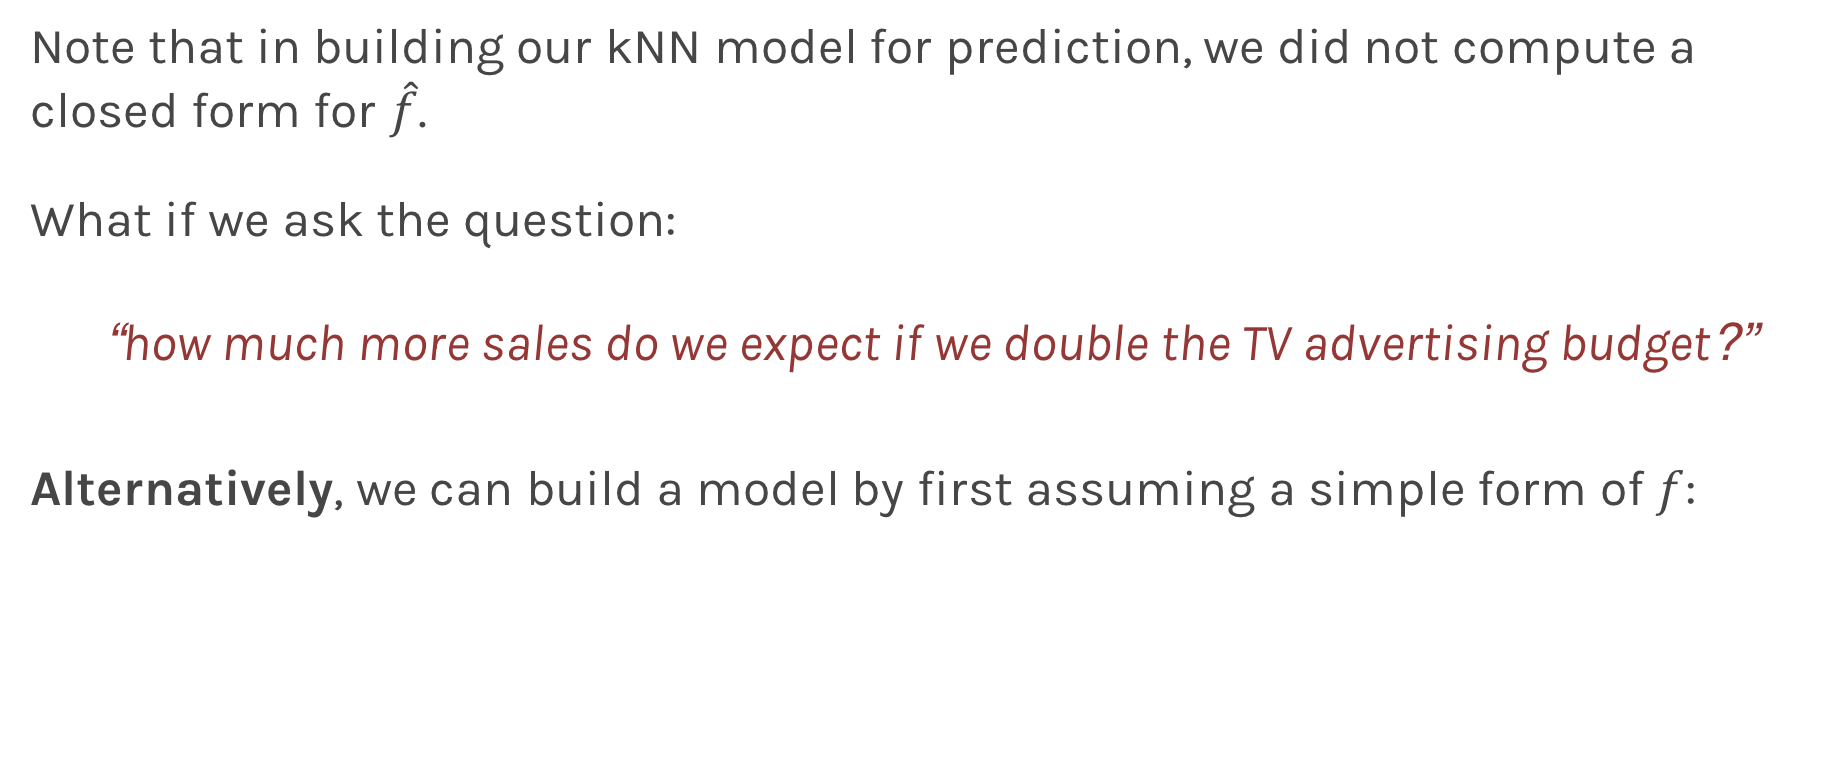 Note that in building our kNN model for prediction, we did not compute a
closed form for f̂.
What if we ask the question:
“how much more sales do we expect if we double the TV advertising budget?”
Alternatively, we can build a model by first assuming a simple form of f: